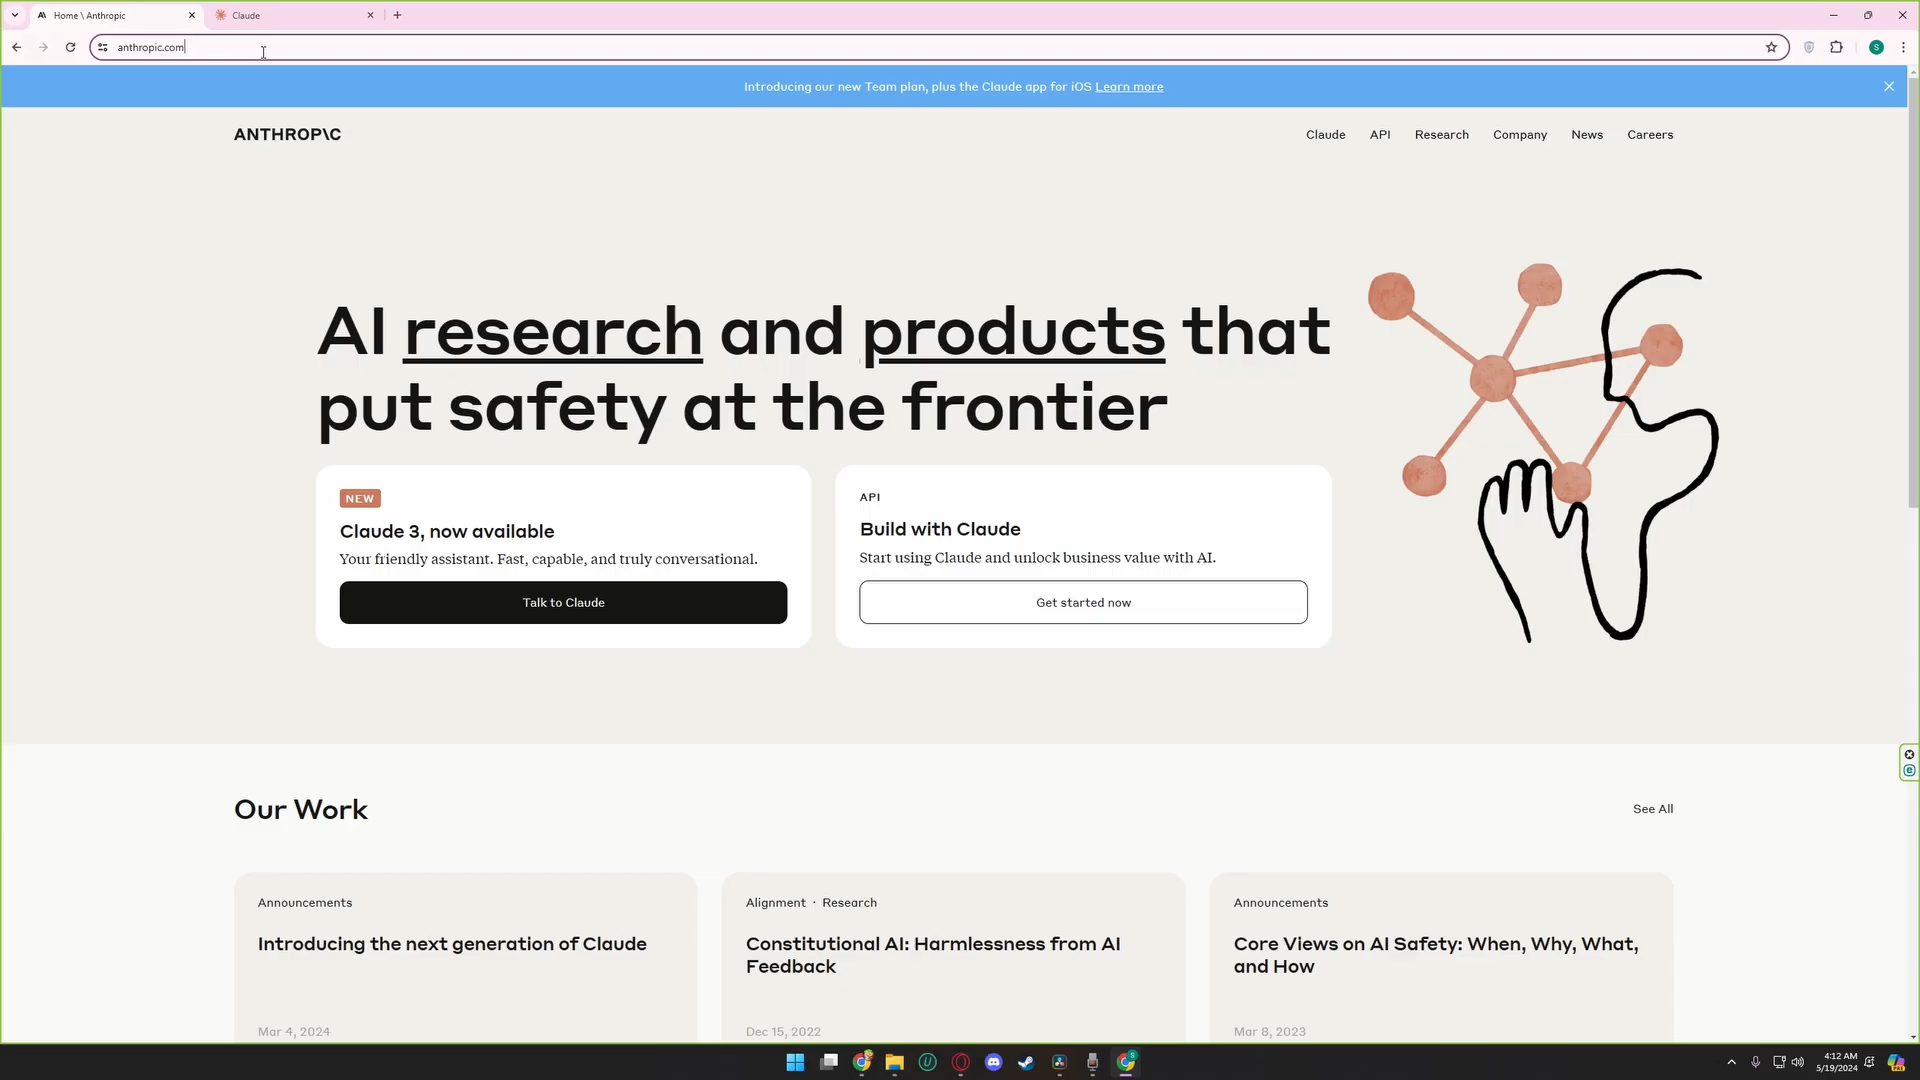 Home \ Anthropic
Claude
anthropic.com
Introducing our new Team plan, plus the Claude app for iOS Learn more
ANTHROP\C
Claude API Research Company News Careers
AI research and products that
put safety at the frontier
NEW
Claude 3, now available
Your friendly assistant. Fast, capable, and truly conversational.
Talk to Claude
API
Build with Claude
Start using Claude and unlock business value with AI.
Get started now
Our Work
See All
Announcements
Introducing the next generation of Claude
Mar 4, 2024
Alignment · Research
Constitutional AI: Harmlessness from AI
Feedback
Dec 15, 2022
Announcements
Core Views on AI Safety: When, Why, What,
and How
Mar 8, 2023
4:12 AM
5/19/2024